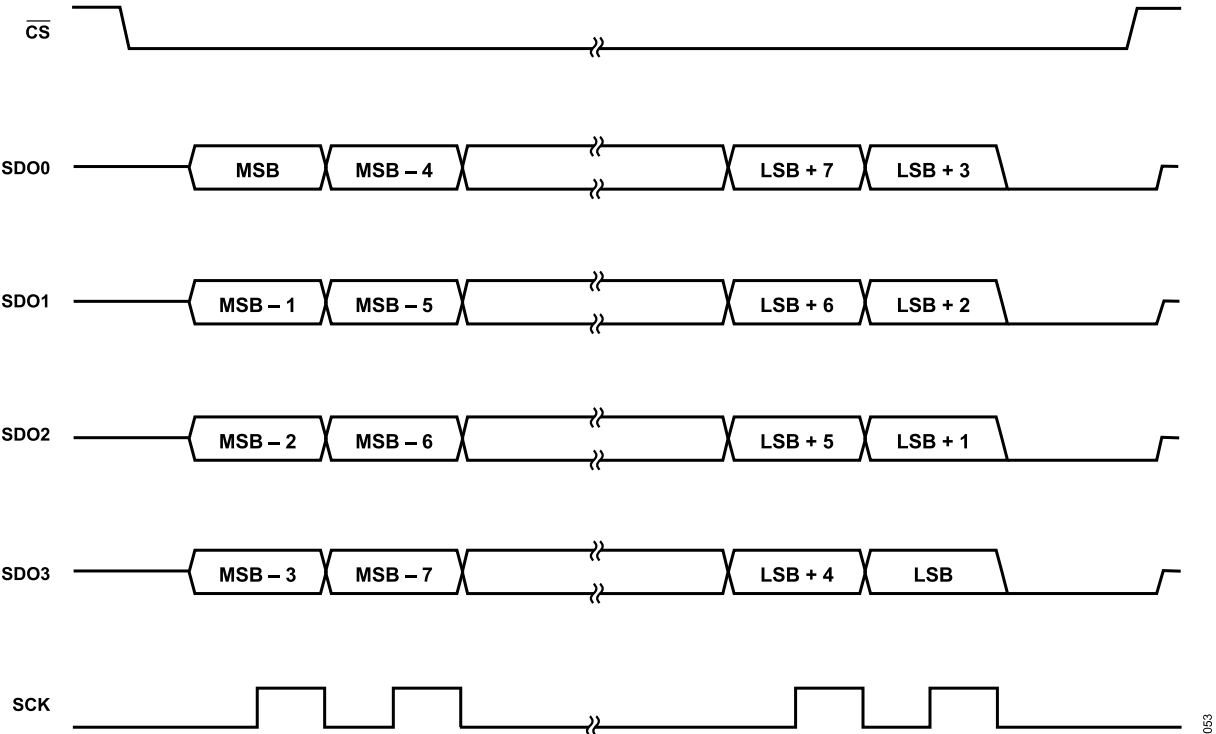 CS
SDO0 MSB MSB – 4 LSB + 7 LSB + 3
SDO1 MSB – 1 MSB – 5 LSB + 6 LSB + 2
SDO2 MSB – 2 MSB – 6 LSB + 5 LSB + 1
SDO3 MSB – 3 MSB – 7 LSB + 4 LSB
SCK
053